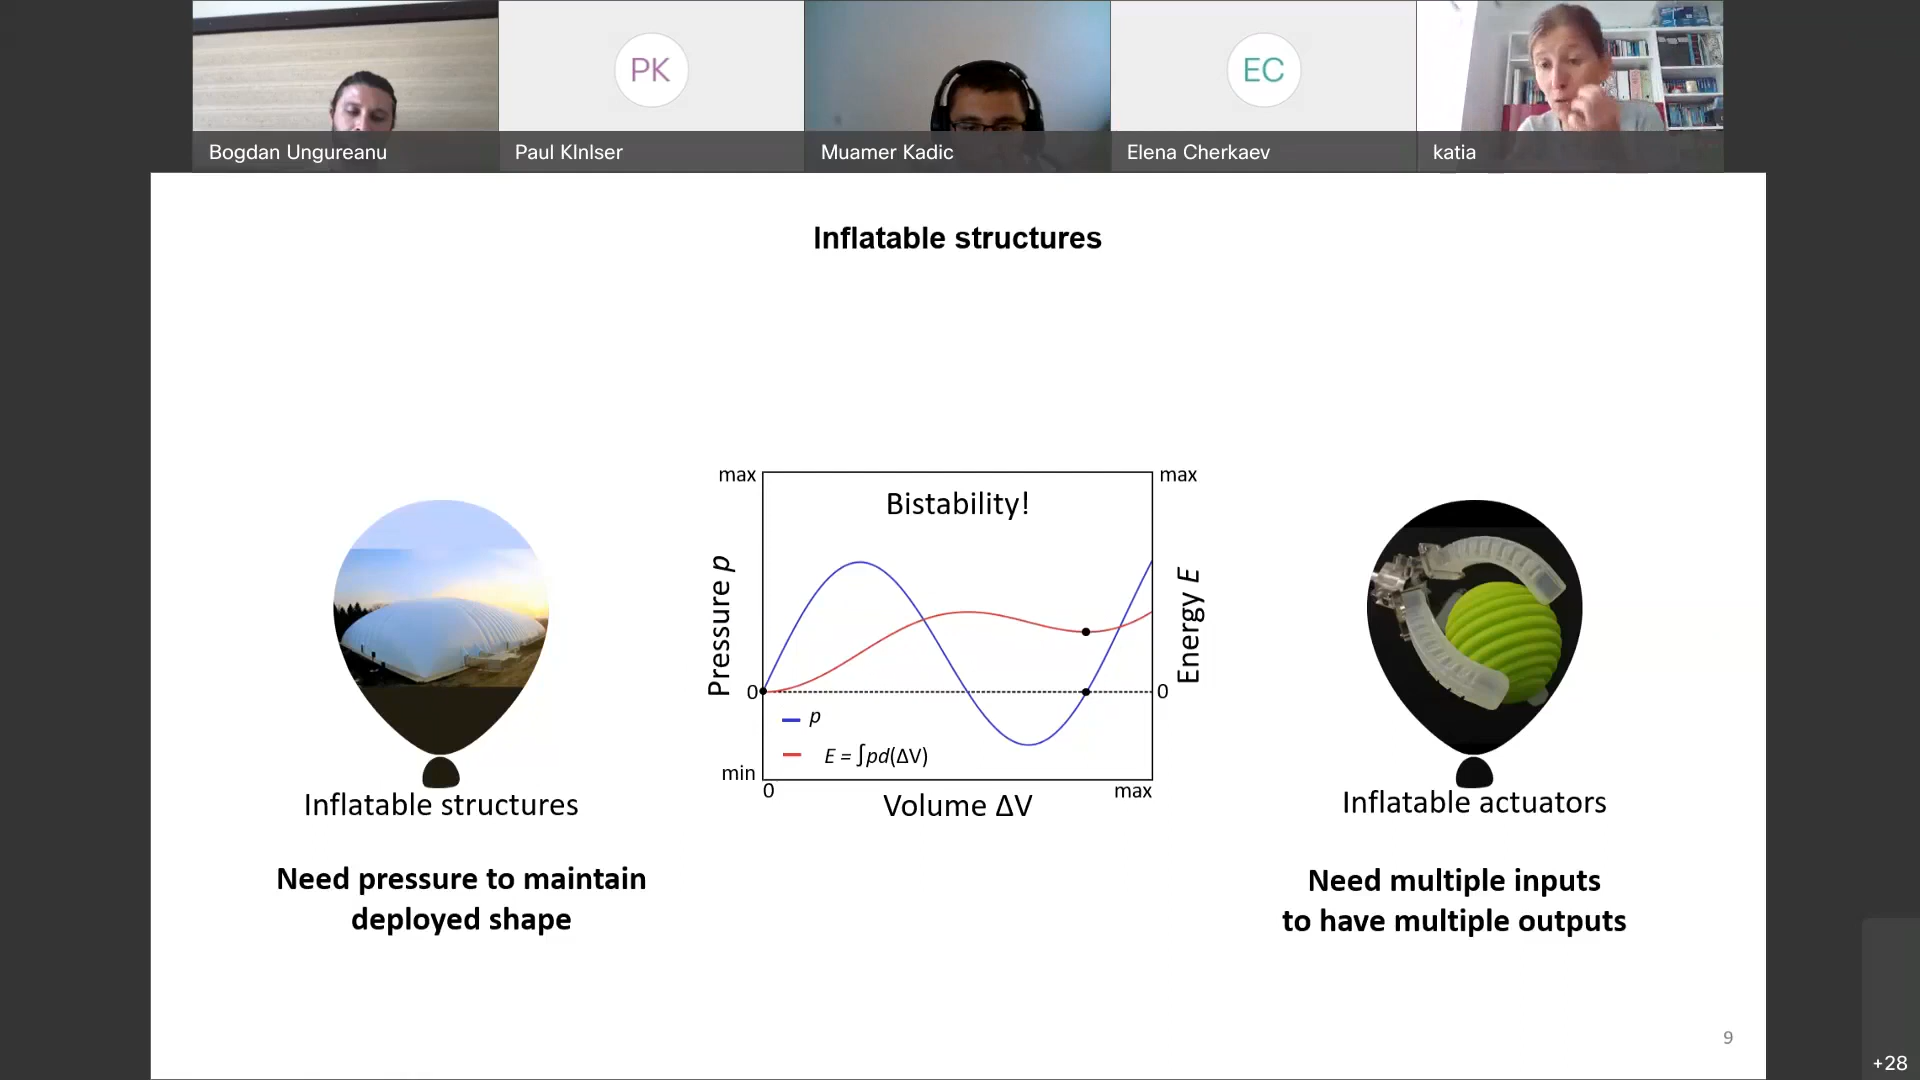 PK
EC
Bogdan Ungureanu
Paul KlnIser
Muamer Kadic
Elena Cherkaev
katia
Inflatable structures
max
max
Bistability!
Pressure p
Energy E
0
0
p
E = ∫pd(ΔV)
min
0
max
Volume ΔV
Inflatable structures
Need pressure to maintain
deployed shape
Inflatable actuators
Need multiple inputs
to have multiple outputs
9
+28